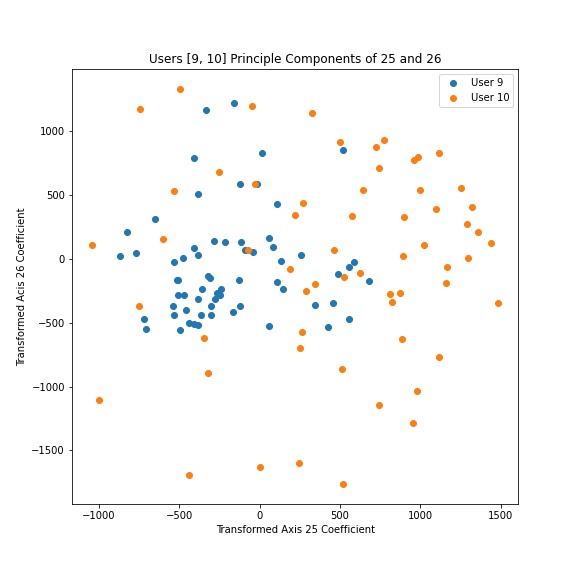 Users [9, 10] Principle Components of 25 and 26
User 9
User 10
1000
500
0
−500
−1000
−1500
Transformed Acis 26 Coefficient
−1000 −500 0 500 1000 1500
Transformed Axis 25 Coefficient